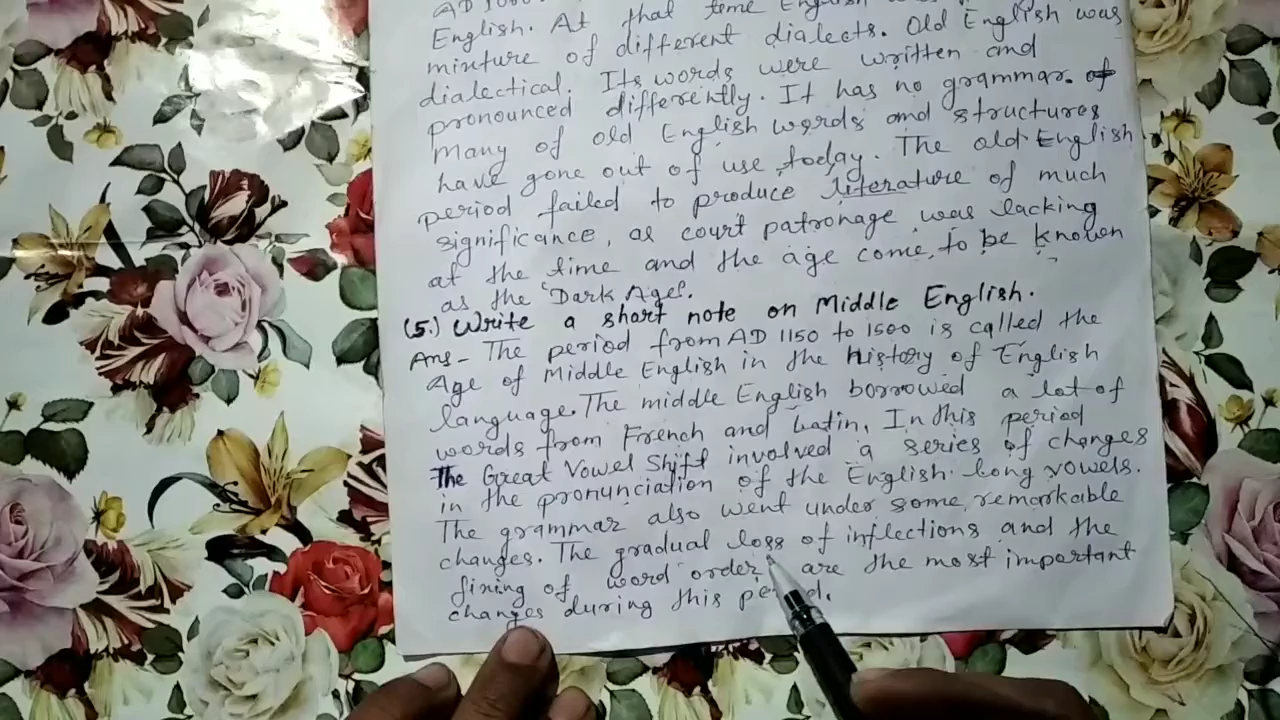 AD 1000.
English. At that time English
mixture of different dialects. Old English was
dialectical. Its words were written and
pronounced differently. It has no grammar. of
many of old English words and structures
have gone out of use today. The old English
period failed to produce literature of much
significance, as court patronage was lacking
at the time and the age come to be known
as the 'Dark Age'.
(5.) Write a short note on Middle English.
Ans - The period from AD 1150 to 1500 is called the
Age of Middle English in the history of English
language. The middle English borrowed a lot of
words from French and Latin. In this period
The Great Vowel Shift involved a series of changes
in the pronunciation of the English long vowels.
The grammar also went under some remarkable
changes. The gradual loss of inflections and the
fixing of word order are the most important
changes during this period.